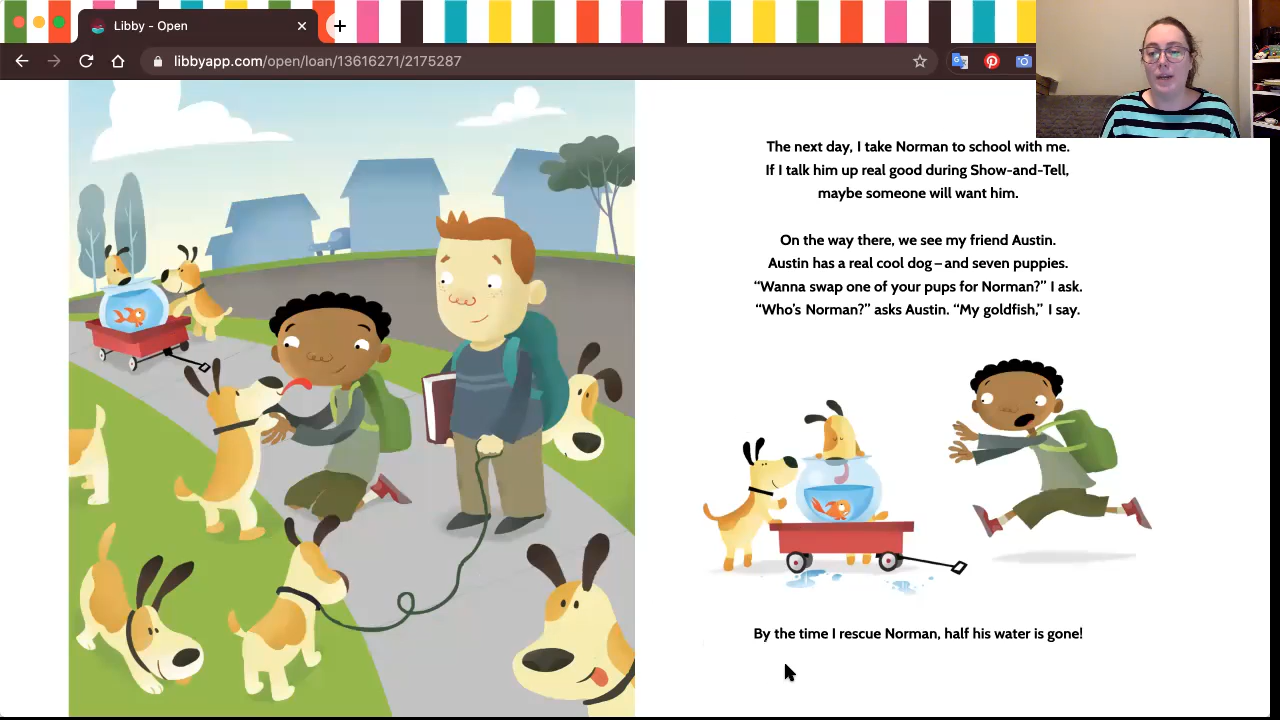 Libby - Open
libbyapp.com/open/loan/13616271/2175287
The next day, I take Norman to school with me.
If I talk him up real good during Show-and-Tell,
maybe someone will want him.
On the way there, we see my friend Austin.
Austin has a real cool dog – and seven puppies.
“Wanna swap one of your pups for Norman?” I ask.
“Who’s Norman?” asks Austin. “My goldfish,” I say.
By the time I rescue Norman, half his water is gone!